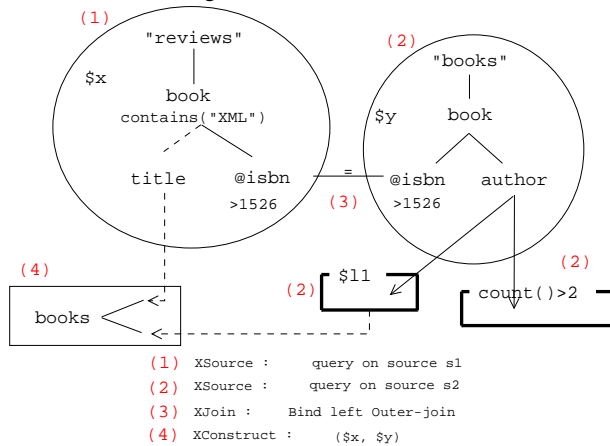 (1)
"reviews"
$x
book
contains("XML")
title
@isbn
>1526
(2)
"books"
$y
book
=
(3)
@isbn
>1526
author
(4)
books
(2)
$l1
(2)
count()>2
(1) XSource : query on source s1
(2) XSource : query on source s2
(3) XJoin : Bind left Outer-join
(4) XConstruct : ($x, $y)